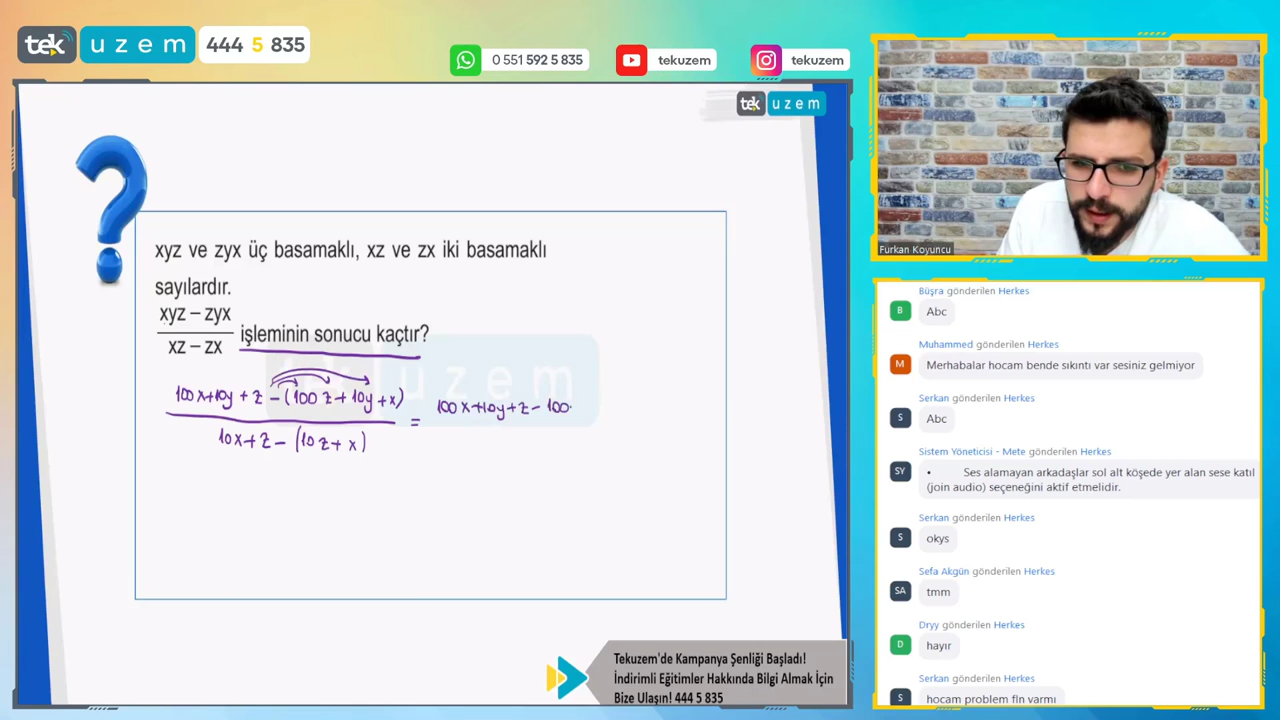 tek uzem 444 5 835
0 551 592 5 835 tekuzem tekuzem
tek uzem
xyz ve zyx üç basamaklı, xz ve zx iki basamaklı
sayılardır.
xyz – zyx
işleminin sonucu kaçtır?
xz – zx
uzem
100x+10y+z-(100z+10y+x)
10x+z-(10z+x)
=
100x+10y+z-100
Tekuzem'de Kampanya Şenliği Başladı!
İndirimli Eğitimler Hakkında Bilgi Almak İçin
Bize Ulaşın! 444 5 835
Furkan Koyuncu
Büşra gönderilen Herkes
B Abc
Muhammed gönderilen Herkes
M Merhabalar hocam bende sıkıntı var sesiniz gelmiyor
Serkan gönderilen Herkes
S Abc
Sistem Yöneticisi - Mete gönderilen Herkes
SY • Ses alamayan arkadaşlar sol alt köşede yer alan sese katıl
(join audio) seçeneğini aktif etmelidir.
Serkan gönderilen Herkes
S okys
Sefa Akgün gönderilen Herkes
SA tmm
Dryy gönderilen Herkes
D hayır
Serkan gönderilen Herkes
S hocam problem fln varmı